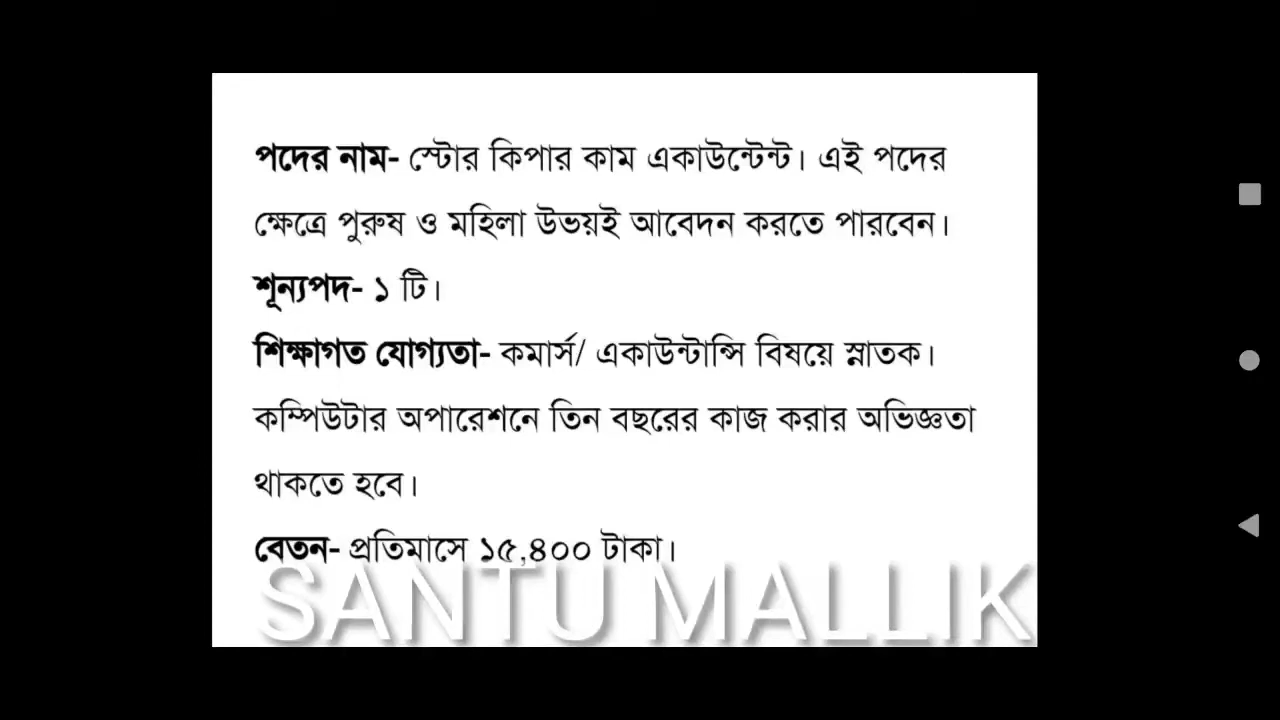 পদের নাম- স্টোর কিপার কাম একাউন্টেন্ট। এই পদের
ক্ষেত্রে পুরুষ ও মহিলা উভয়ই আবেদন করতে পারবেন।
শূন্যপদ- ১ টি।
শিক্ষাগত যোগ্যতা- কমার্স/ একাউন্টান্সি বিষয়ে স্নাতক।
কম্পিউটার অপারেশনে তিন বছরের কাজ করার অভিজ্ঞতা
থাকতে হবে।
বেতন- প্রতিমাসে ১৫,৪০০ টাকা।
SANTU MALLIK